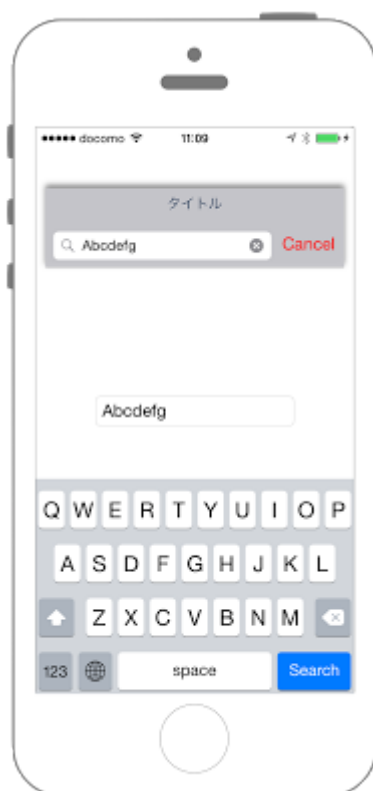 docomo 11:09
タイトル
Abcdefg Cancel
Abcdefg
Q W E R T Y U I O P
A S D F G H J K L
Z X C V B N M
123 space Search